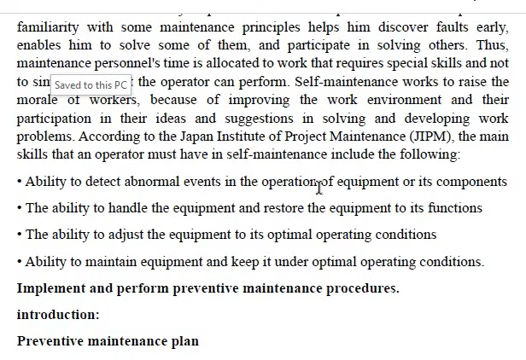 familiarity with some maintenance principles helps him discover faults early,
enables him to solve some of them, and participate in solving others. Thus,
maintenance personnel's time is allocated to work that requires special skills and not
to sin the operator can perform. Self-maintenance works to raise the
Saved to this PC
morale of workers, because of improving the work environment and their
participation in their ideas and suggestions in solving and developing work
problems. According to the Japan Institute of Project Maintenance (JIPM), the main
skills that an operator must have in self-maintenance include the following:
• Ability to detect abnormal events in the operation of equipment or its components
• The ability to handle the equipment and restore the equipment to its functions
• The ability to adjust the equipment to its optimal operating conditions
• Ability to maintain equipment and keep it under optimal operating conditions.
Implement and perform preventive maintenance procedures.
introduction:
Preventive maintenance plan